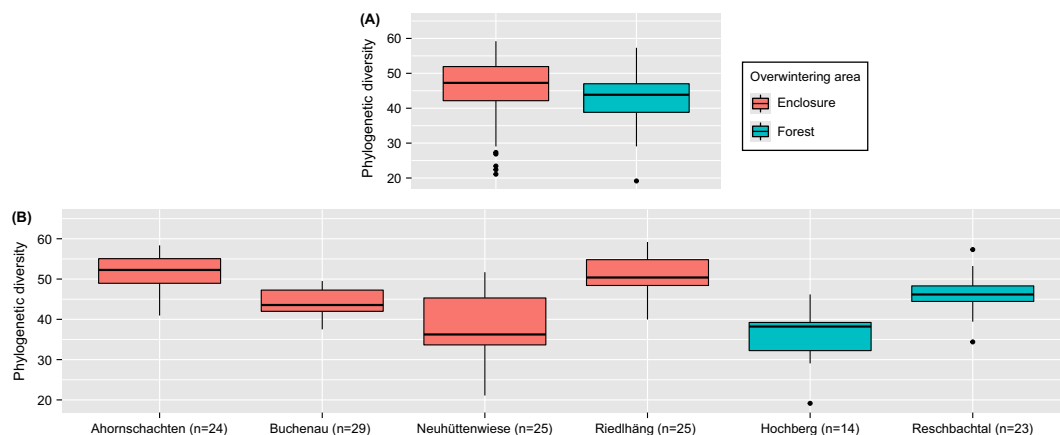 (A)
Phylogenetic diversity
60
50
40
30
20
Overwintering area
Enclosure
Forest
(B)
Phylogenetic diversity
60
50
40
30
20
Ahornschachten (n=24) Buchenau (n=29) Neuhüttenwiese (n=25) Riedlhäng (n=25) Hochberg (n=14) Reschbachtal (n=23)